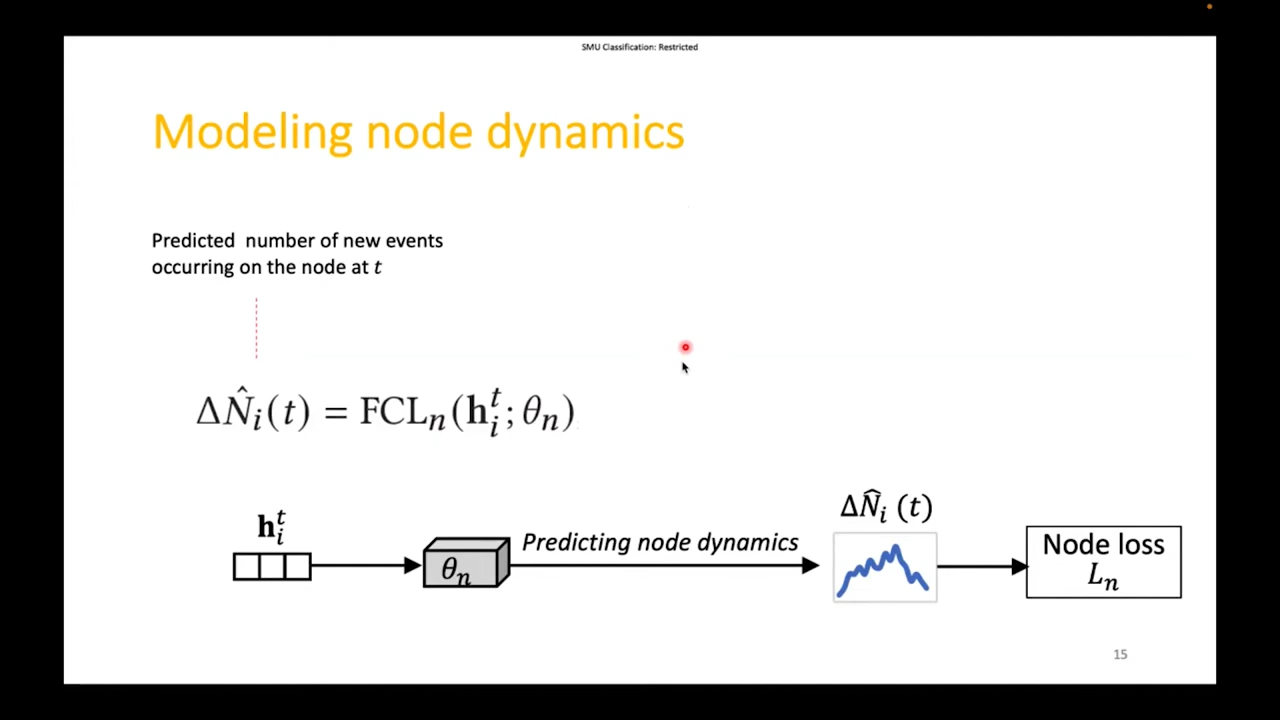 SMU Classification: Restricted
Modeling node dynamics
Predicted number of new events
occurring on the node at t
ΔN̂ᵢ(t) = FCLₙ(𝐡ᵢᵗ; θₙ)
𝐡ᵢᵗ
θₙ
Predicting node dynamics
ΔN̂ᵢ (t)
Node loss
Lₙ
15